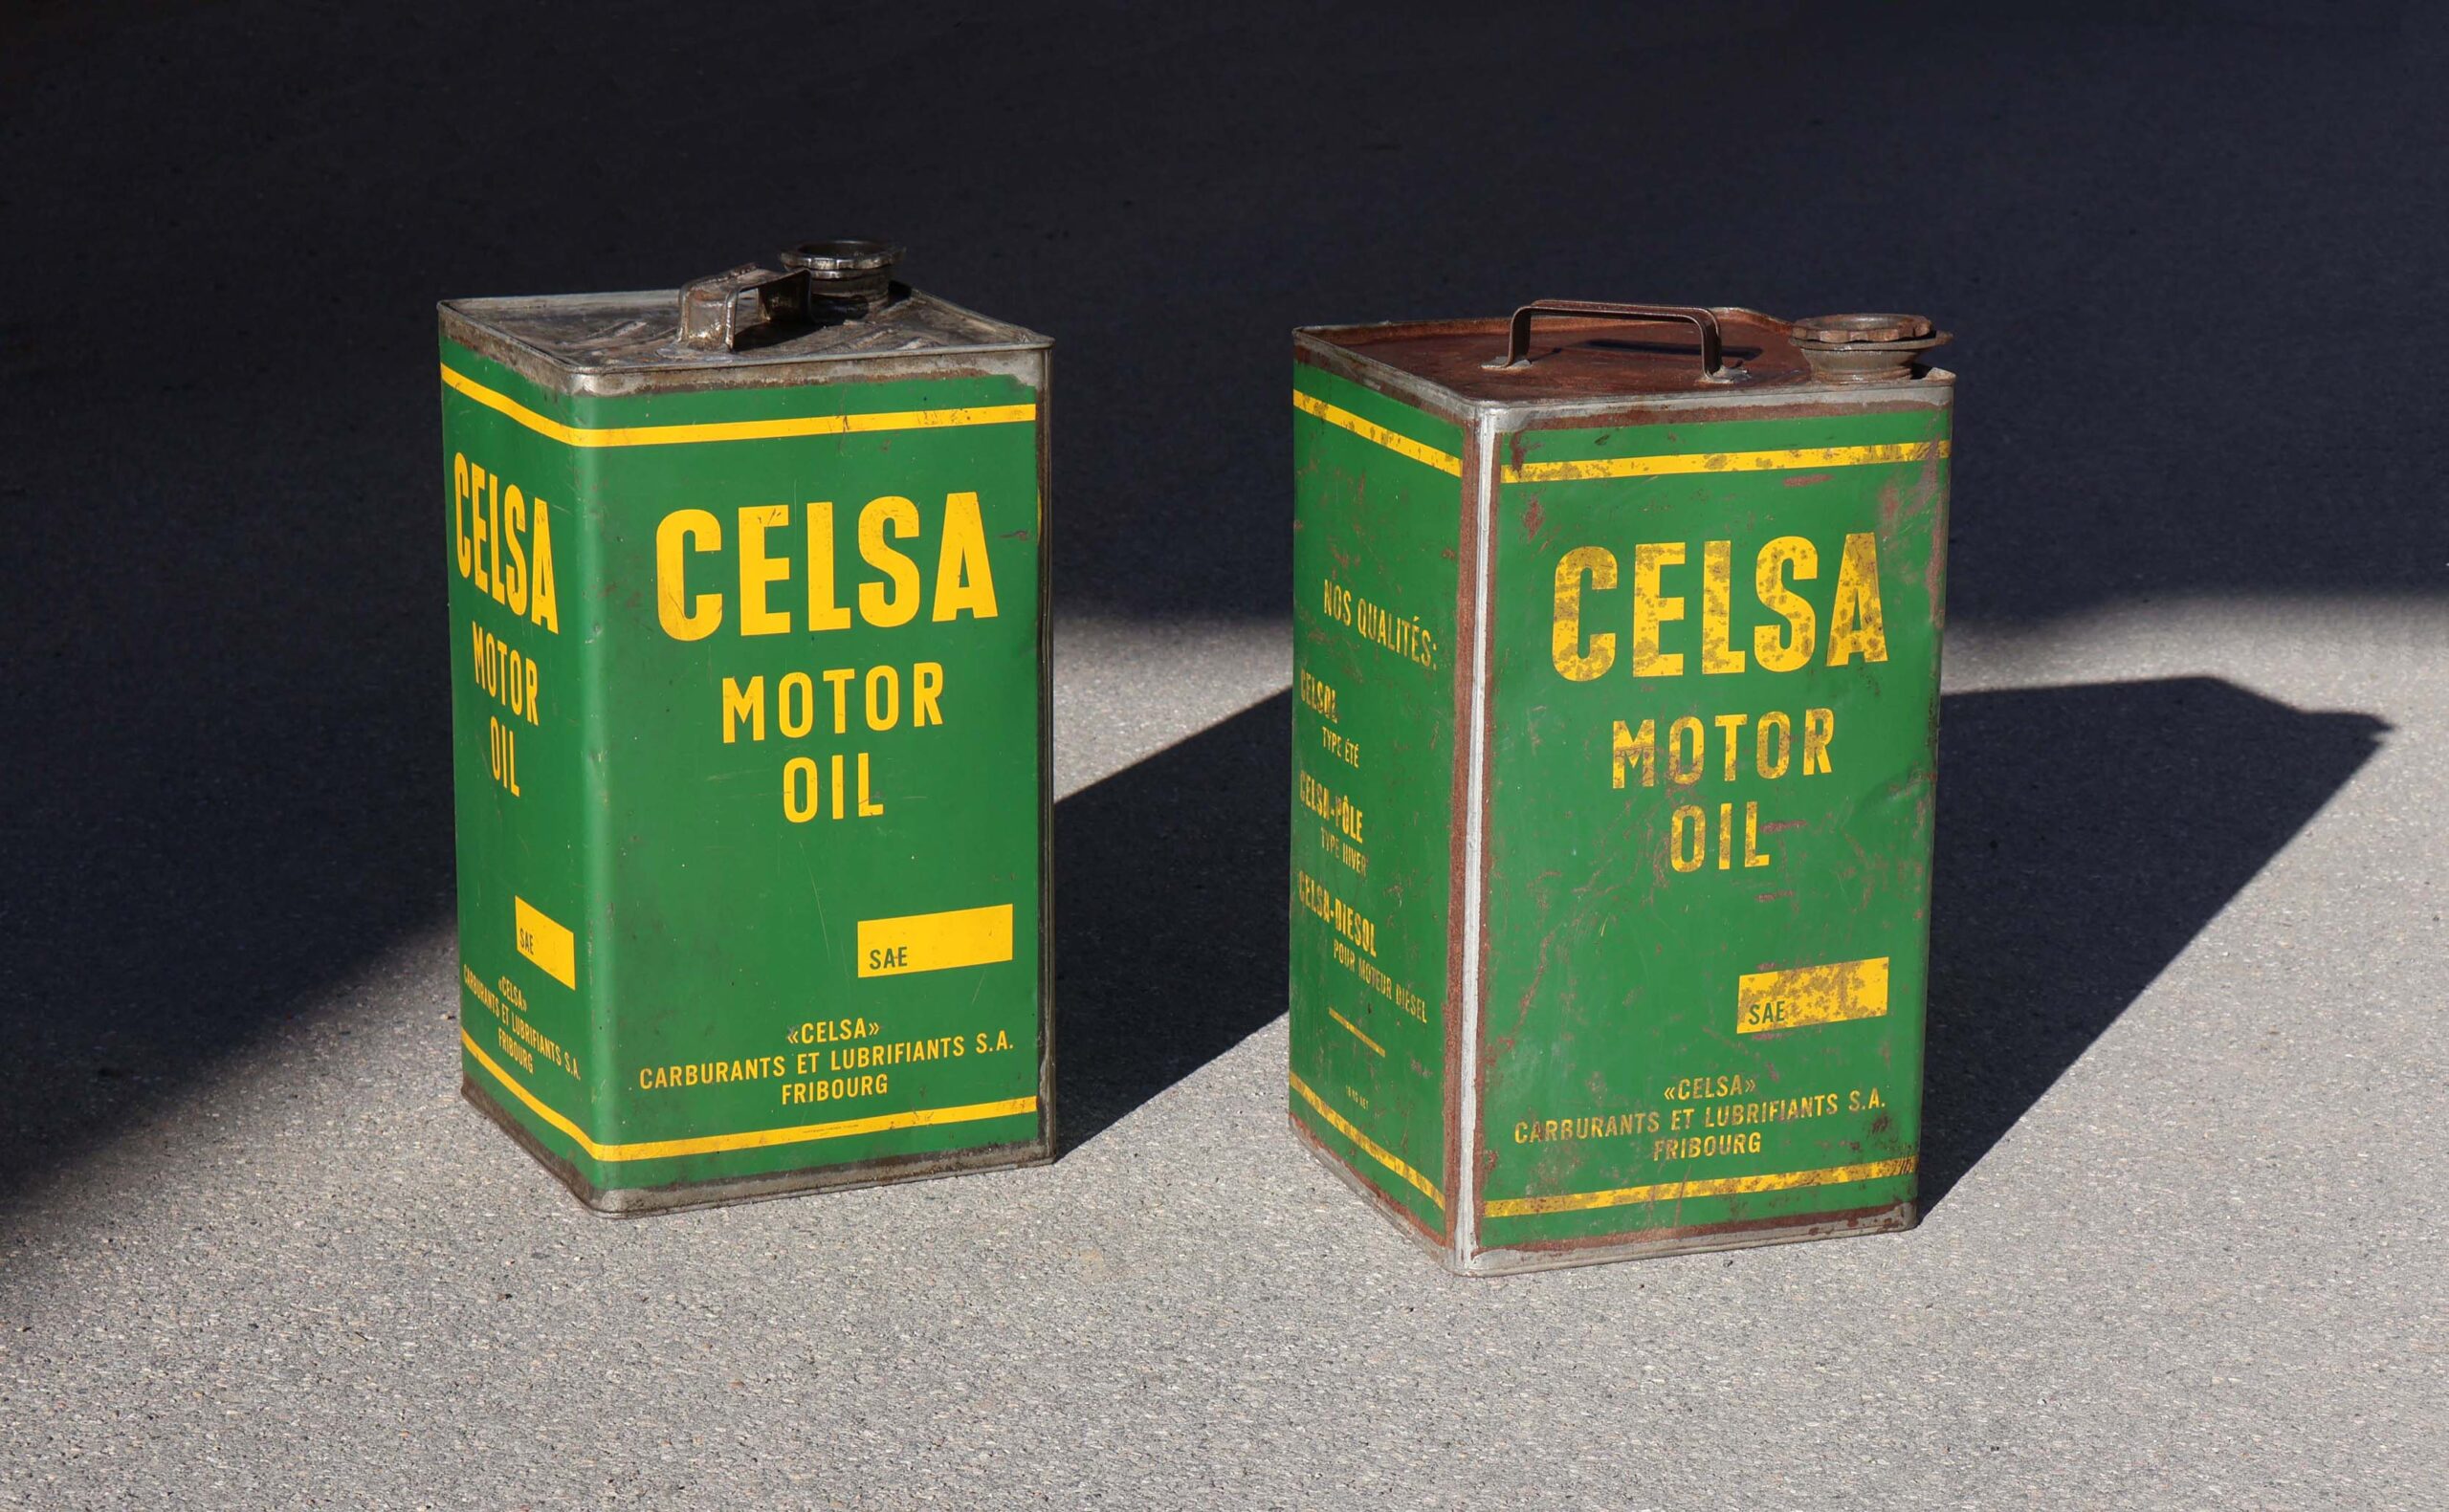 CELSA
MOTOR
OIL
SAE
«CELSA»
CARBURANTS ET LUBRIFIANTS S.A.
FRIBOURG
CELSA
MOTOR
OIL
SAE
«CELSA»
CARBURANTS ET LUBRIFIANTS S.A.
FRIBOURG
NOS QUALITÉS:
CELSOL
TYPE ÉTÉ
CELSA-PÔLE
TYPE HIVER
CELSA-DIESOL
POUR MOTEUR DIESEL
CELSA
MOTOR
OIL
SAE
«CELSA»
CARBURANTS ET LUBRIFIANTS S.A.
FRIBOURG